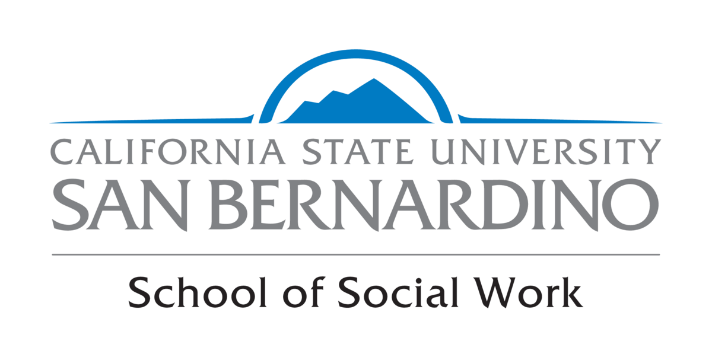 CALIFORNIA STATE UNIVERSITY
SAN BERNARDINO
School of Social Work